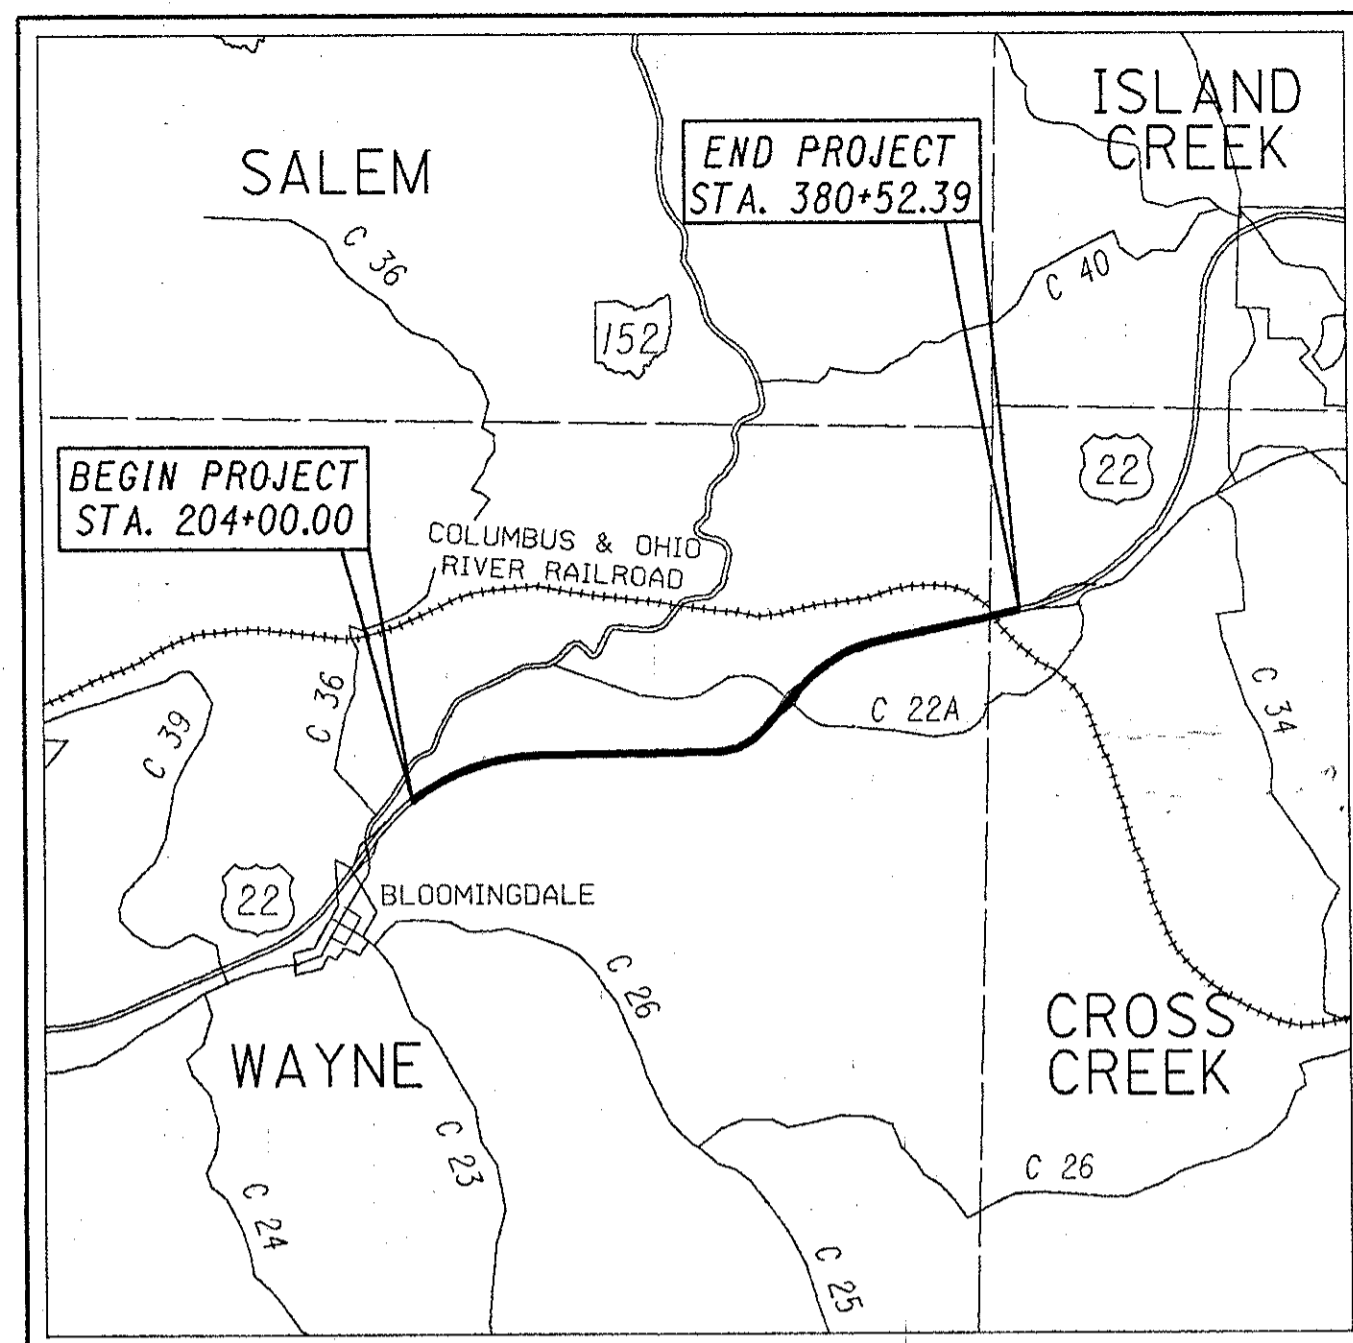 ISLAND
CREEK
END PROJECT
STA. 380+52.39
SALEM
C 36
C 40
152
22
BEGIN PROJECT
STA. 204+00.00
COLUMBUS & OHIO
RIVER RAILROAD
C 36
C 39
C 22A
C 34
22
BLOOMINGDALE
C 26
CROSS
CREEK
WAYNE
C 23
C 26
C 24
C 25